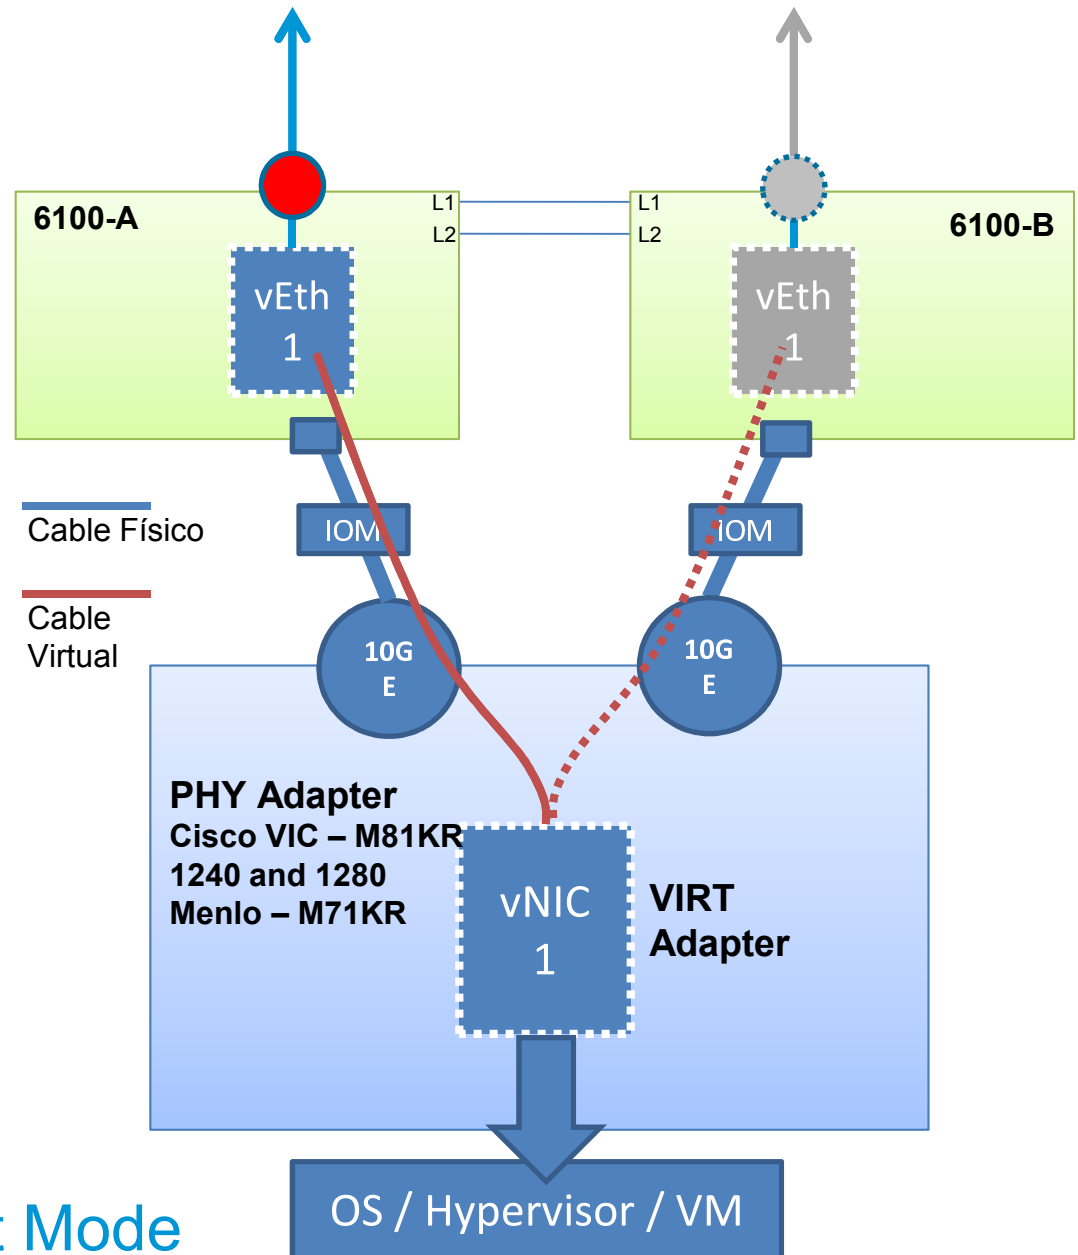 6100-A
L1
L2
L1
L2
6100-B
vEth
1
vEth
1
Cable Físico
IOM
IOM
Cable
Virtual
10G
E
10G
E
PHY Adapter
Cisco VIC – M81KR
1240 and 1280
Menlo – M71KR
vNIC
1
VIRT
Adapter
OS / Hypervisor / VM
Mode